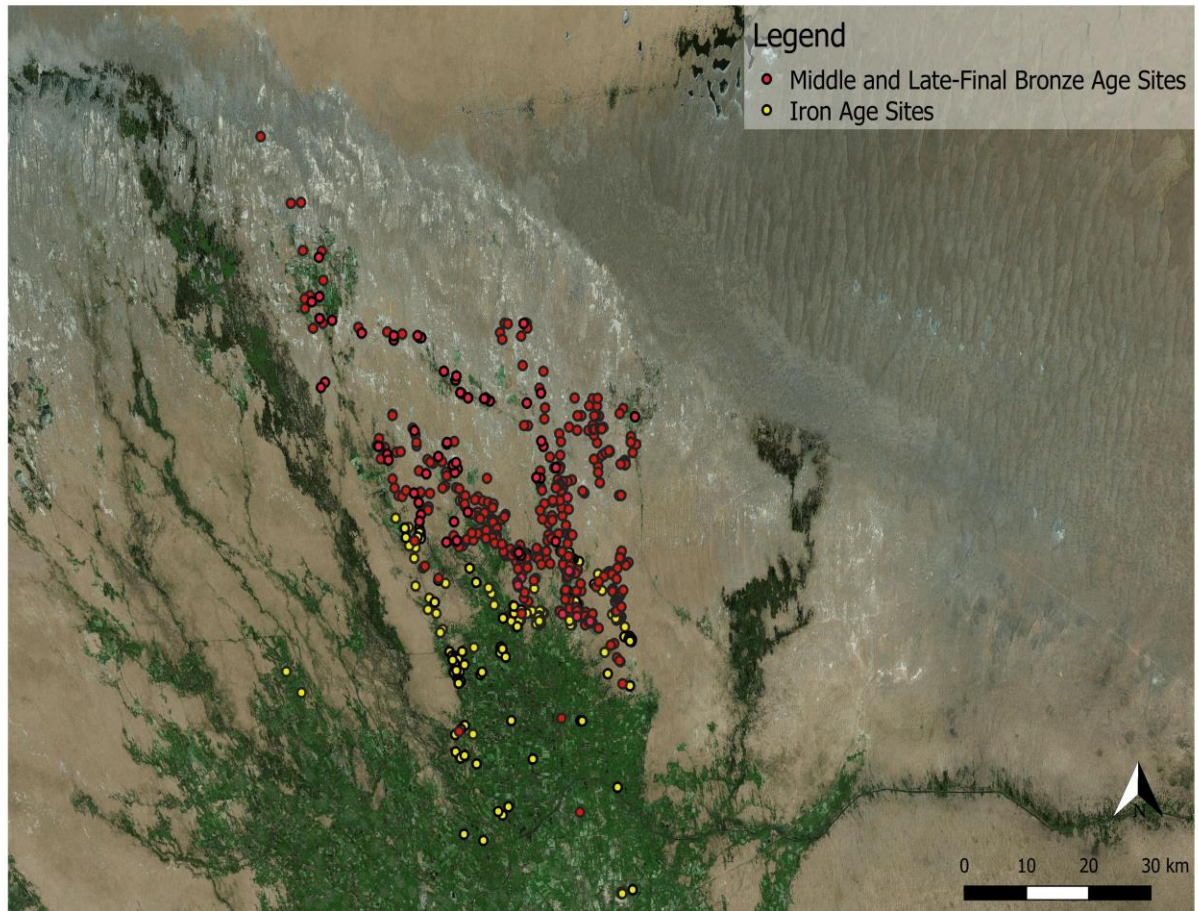 Legend
Middle and Late-Final Bronze Age Sites
Iron Age Sites
N
0 10 20 30 km